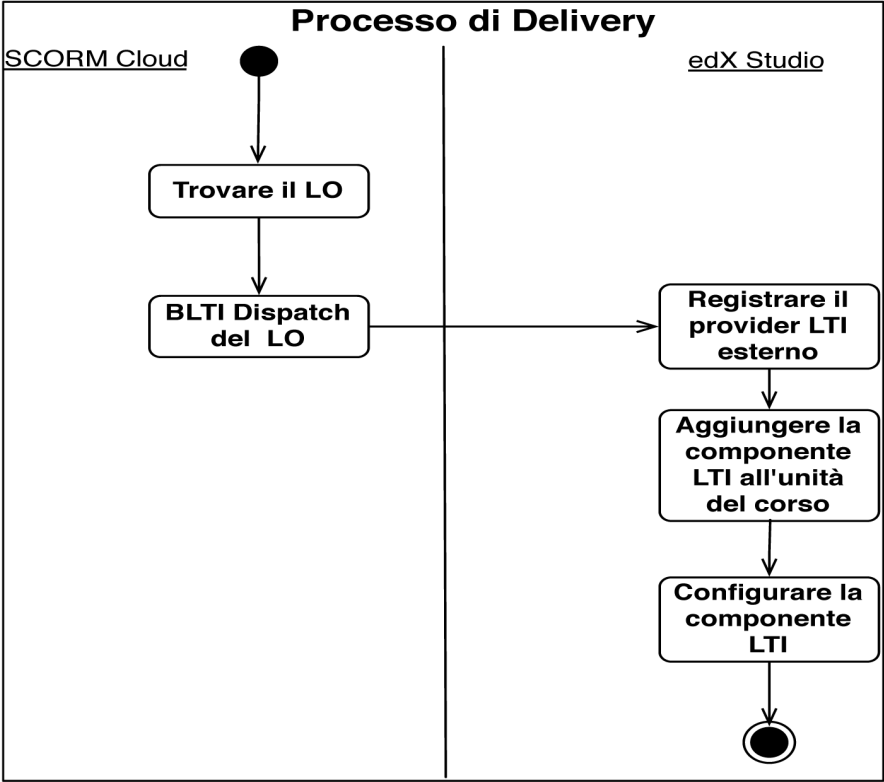 Processo di Delivery
SCORM Cloud
edX Studio
Trovare il LO
BLTI Dispatch
del LO
Registrare il
provider LTI
esterno
Aggiungere la
componente
LTI all'unità
del corso
Configurare la
componente
LTI